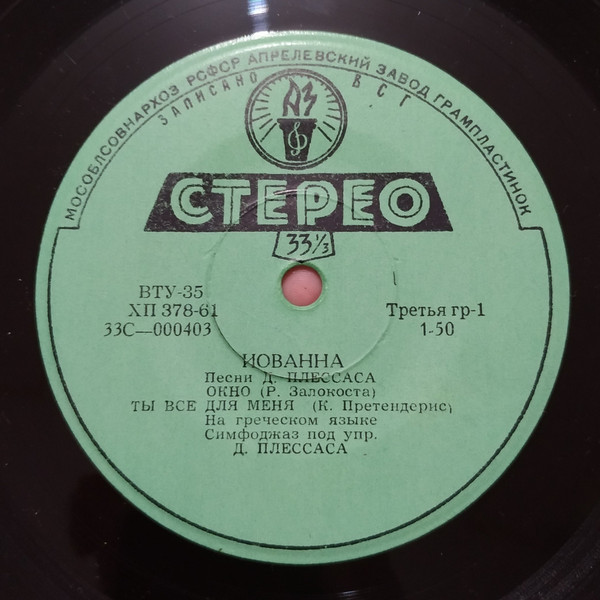 МОСОБЛСОВНАРХОЗ РСФСР АПРЕЛЕВСКИЙ ЗАВОД ГРАМПЛАСТИНОК
ЗАПИСАНО ВСГ
АЗ
СТЕРЕО
33⅓
ВТУ-35
ХП 378-61
33С—000403
Третья гр-1
1-50
ИОВАННА
Песни Д. ПЛЕССАСА
ОКНО (Р. Залокоста)
ТЫ ВСЕ ДЛЯ МЕНЯ (К. Претендерис)
На греческом языке
Симфоджаз под упр.
Д. ПЛЕССАСА